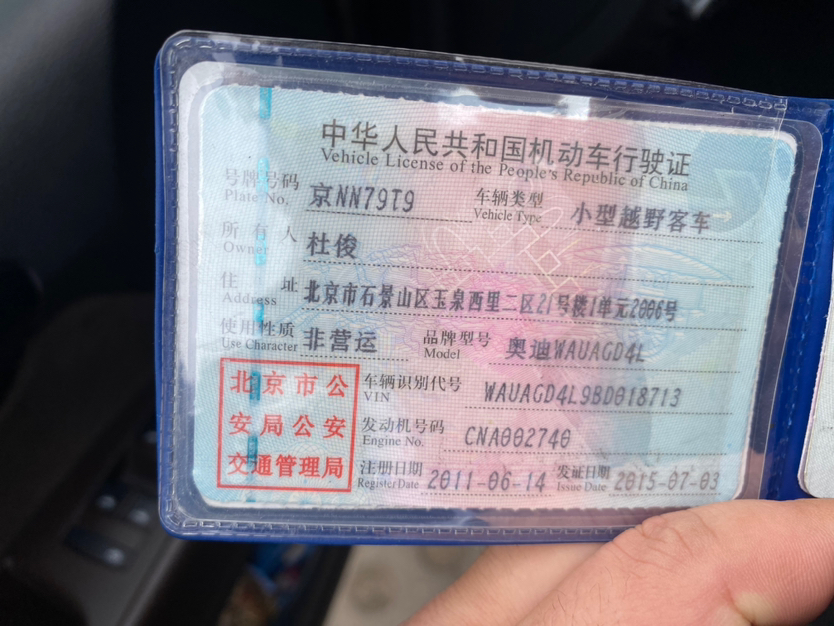 中华人民共和国机动车行驶证
Vehicle License of the People's Republic of China
号牌号码 京NN79T9 车辆类型 小型越野客车
Plate No. Vehicle Type
所有人 杜俊
Owner
住址 北京市石景山区玉泉西里二区21号楼1单元2006号
Address
使用性质 非营运 品牌型号 奥迪WAUAGD4L
Use Character Model
北京市公安局公安交通管理局
车辆识别代号 WAUAGD4L9BD018713
VIN
发动机号码 CNA002740
Engine No.
注册日期 2011-06-14 发证日期 2015-07-03
Register Date Issue Date